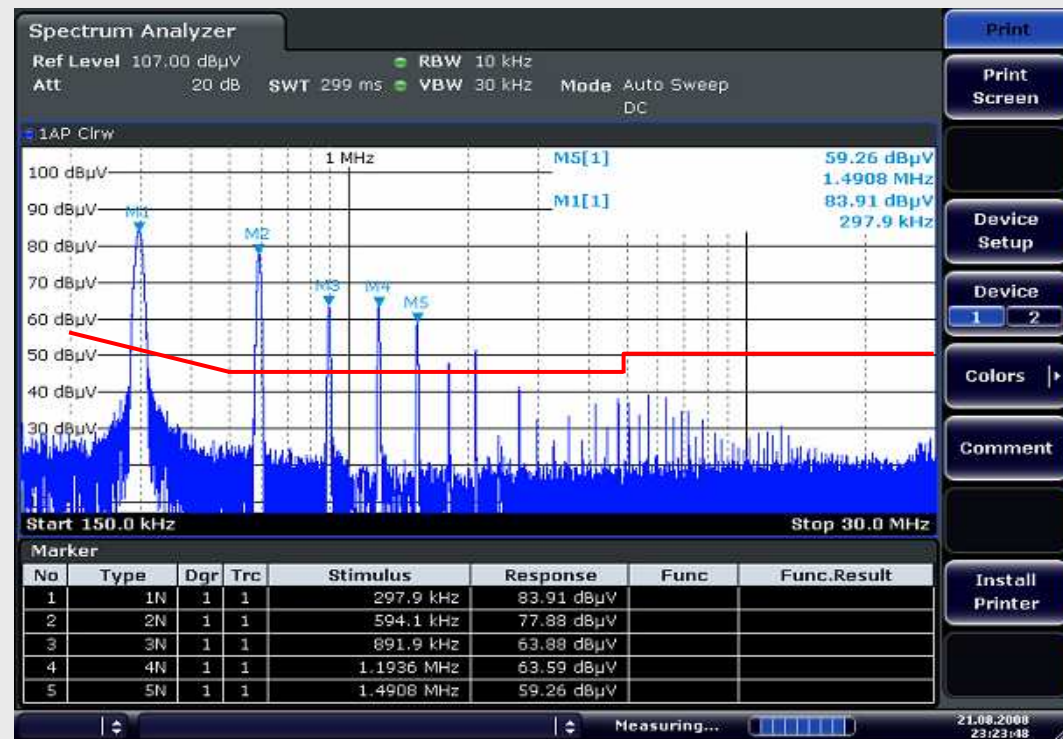 Spectrum Analyzer
Ref Level 107.00 dBµV RBW 10 kHz
Att 20 dB SWT 299 ms VBW 30 kHz Mode Auto Sweep
DC
1AP Clrw
1 MHz
M5[1] 59.26 dBµV
1.4908 MHz
M1[1] 83.91 dBµV
297.9 kHz
100 dBµV
90 dBµV
80 dBµV
70 dBµV
60 dBµV
50 dBµV
40 dBµV
30 dBµV
M1
M2
M3
M4
M5
Start 150.0 kHz Stop 30.0 MHz
Marker
No Type Dgr Trc Stimulus Response Func Func.Result
1 1N 1 1 297.9 kHz 83.91 dBµV
2 2N 1 1 594.1 kHz 77.88 dBµV
3 3N 1 1 891.9 kHz 63.88 dBµV
4 4N 1 1 1.1936 MHz 63.59 dBµV
5 5N 1 1 1.4908 MHz 59.26 dBµV
Measuring...
21.08.2008
23:23:48
Print
Print
Screen
Device
Setup
Device
1 2
Colors
Comment
Install
Printer